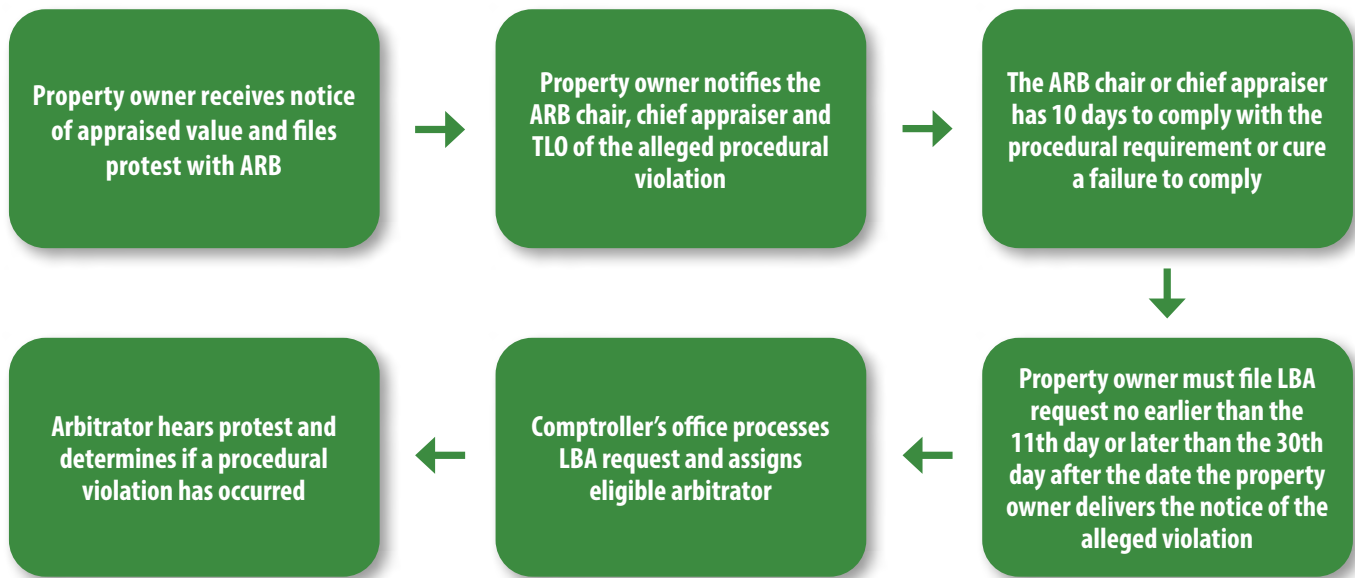 Property owner receives notice
of appraised value and files
protest with ARB
Property owner notifies the
ARB chair, chief appraiser and
TLO of the alleged procedural
violation
The ARB chair or chief appraiser
has 10 days to comply with the
procedural requirement or cure
a failure to comply
Property owner must file LBA
request no earlier than the
11th day or later than the 30th
day after the date the property
owner delivers the notice of the
alleged violation
Comptroller's office processes
LBA request and assigns
eligible arbitrator
Arbitrator hears protest and
determines if a procedural
violation has occurred